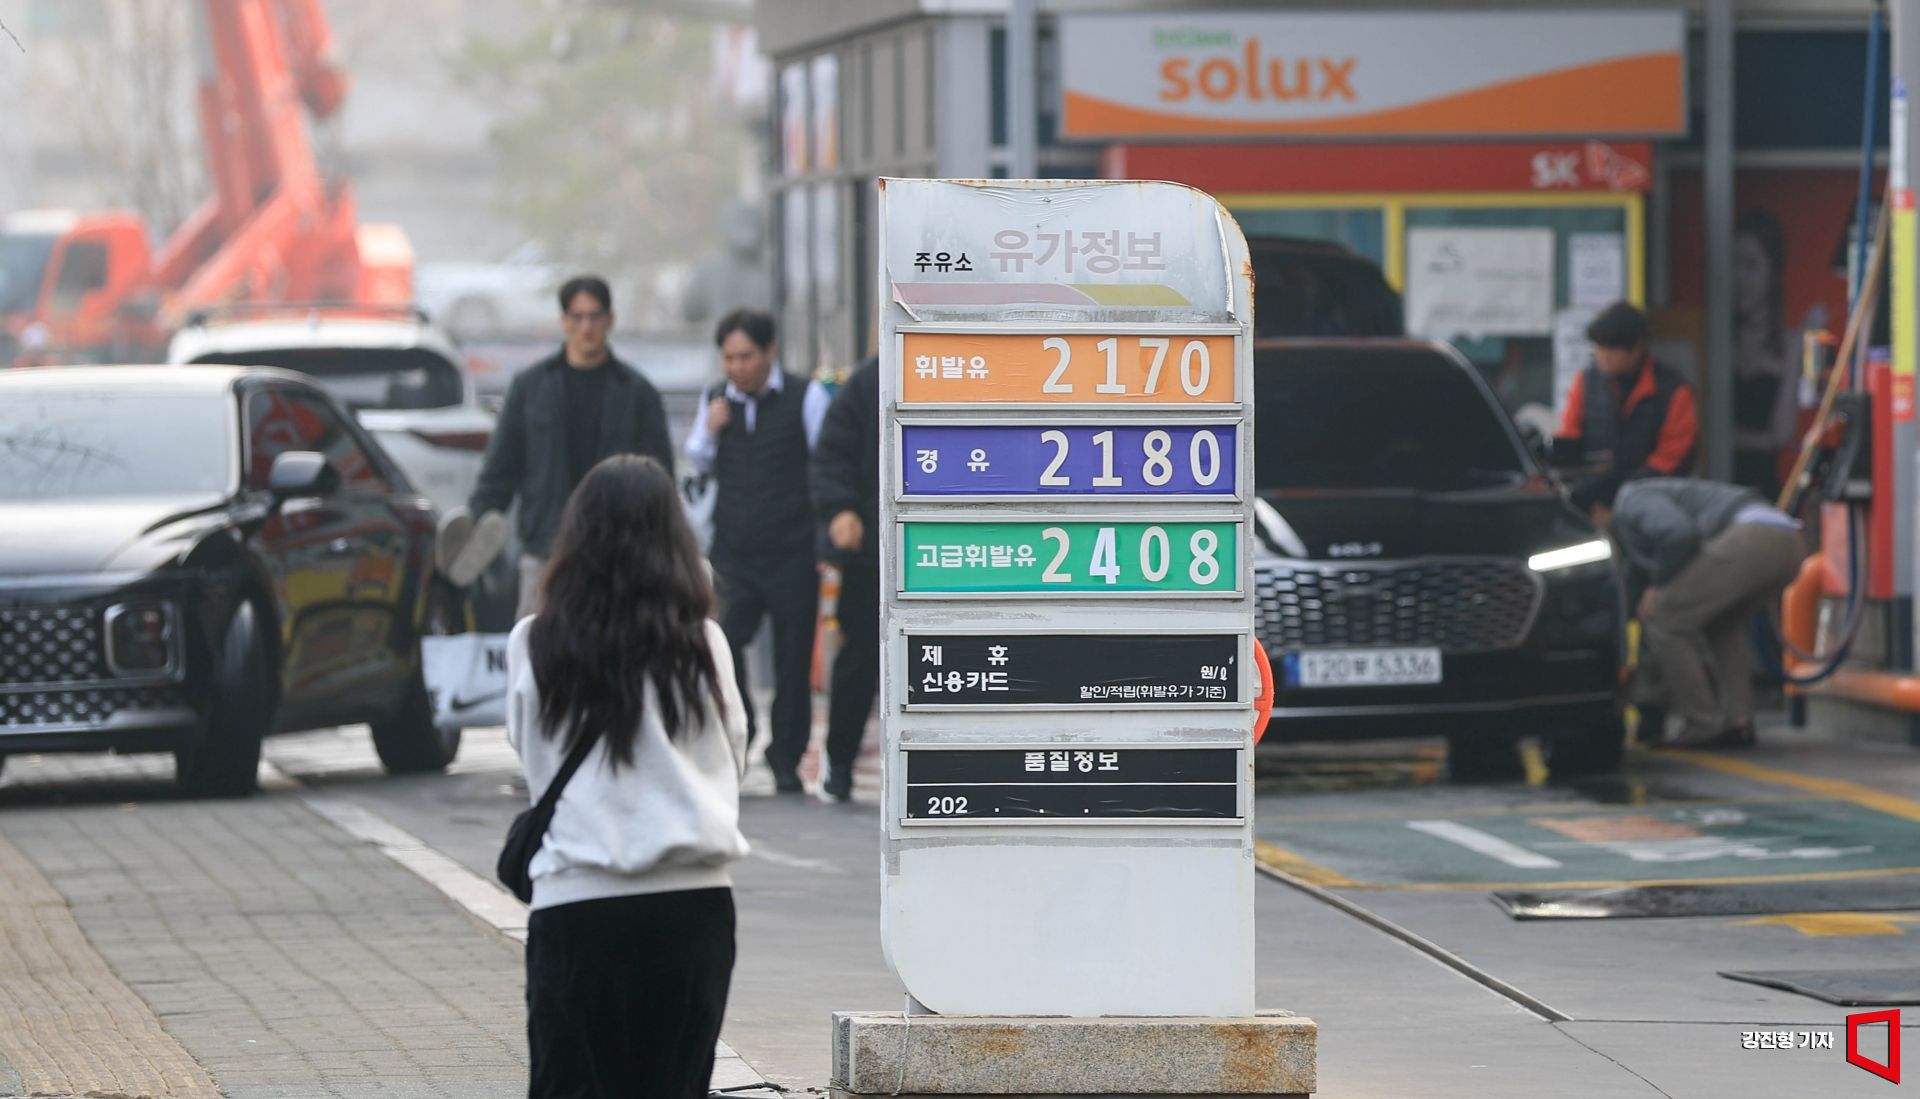 solux
SK
주유소 유가정보
휘발유 2170
경 유 2180
고급휘발유 2408
제 휴
신용카드
원/ℓ
할인/적립(휘발유가 기준)
품질정보
202 . . .
강진형 기자